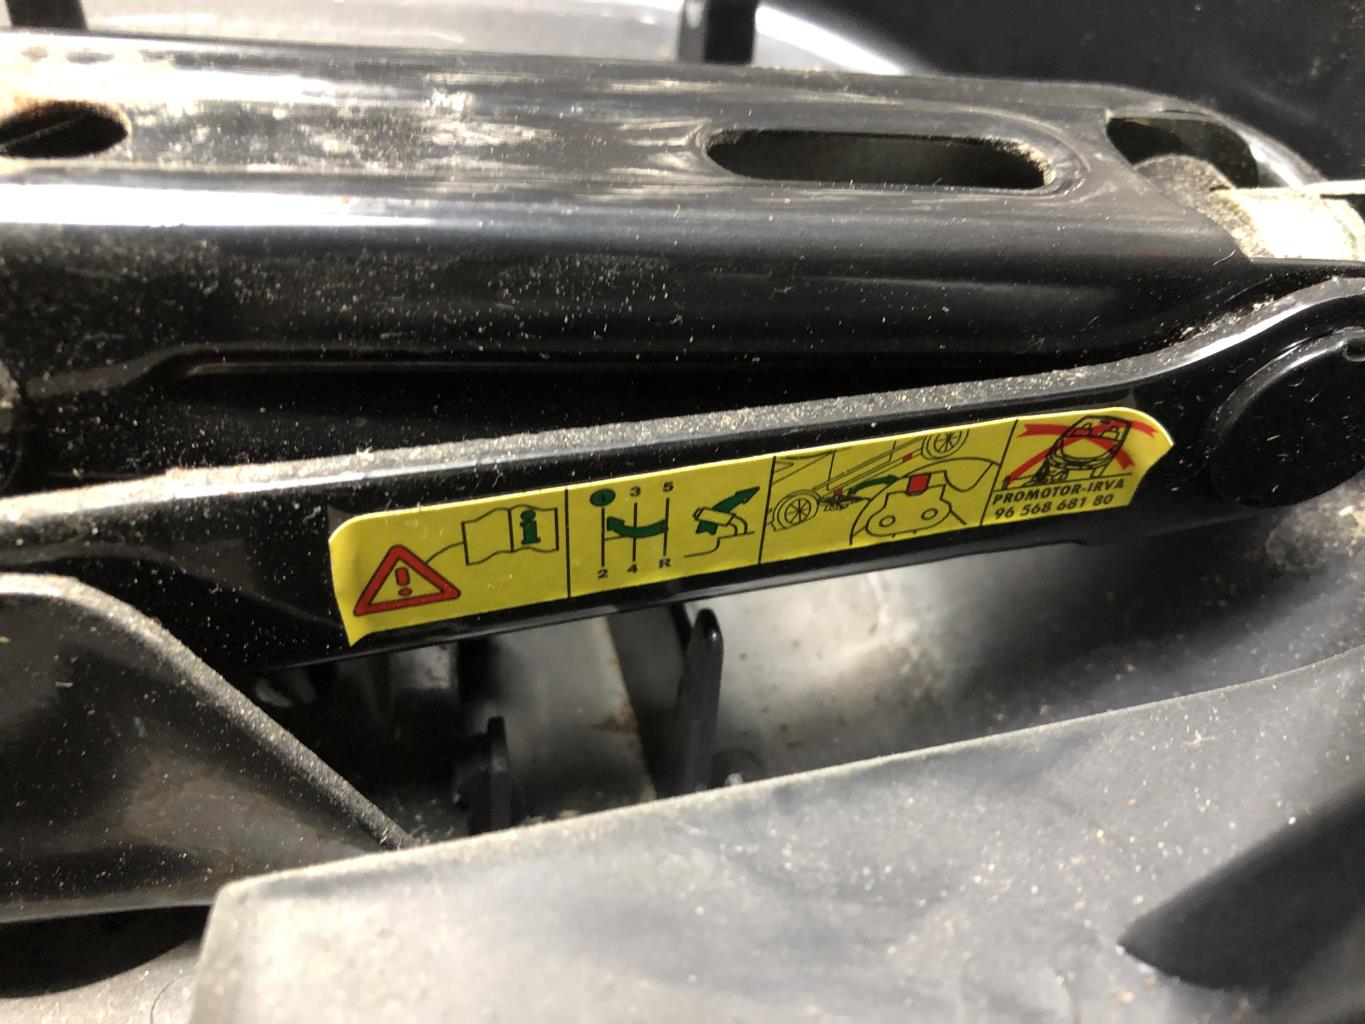 i
1 3 5
2 4 R
PROMOTOR-IRVA
96 568 681 80